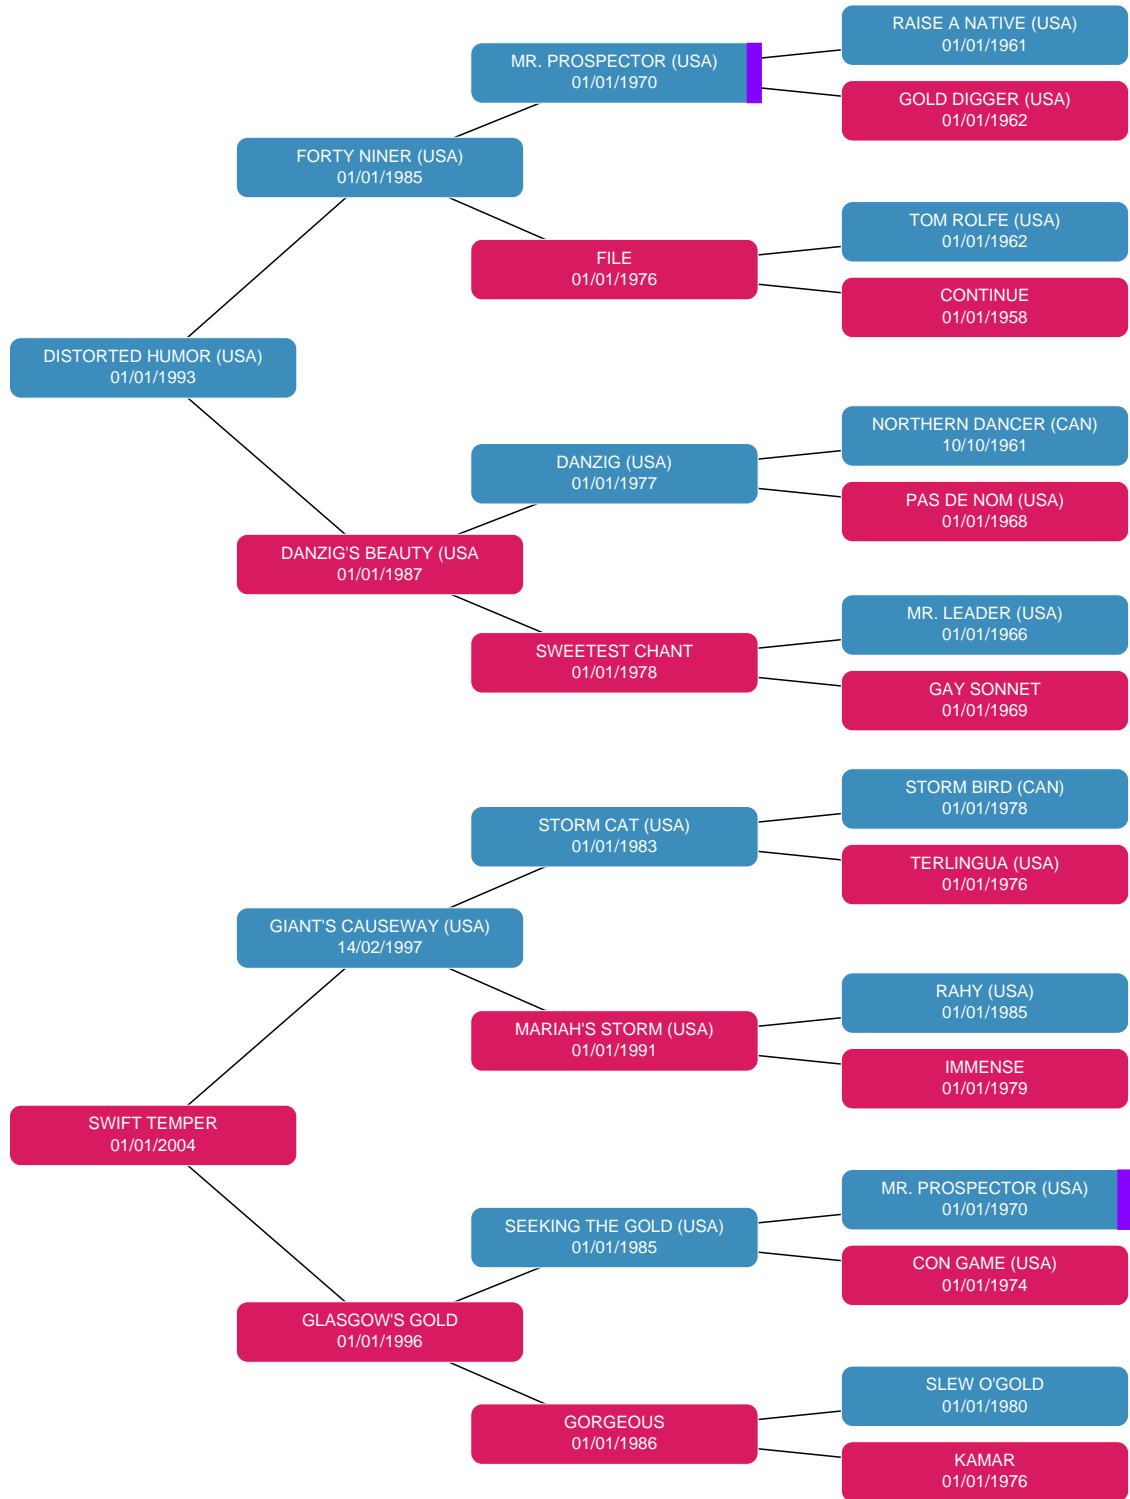 RAISE A NATIVE (USA)
01/01/1961
MR. PROSPECTOR (USA)
01/01/1970
GOLD DIGGER (USA)
01/01/1962
FORTY NINER (USA)
01/01/1985
TOM ROLFE (USA)
01/01/1962
FILE
01/01/1976
CONTINUE
01/01/1958
DISTORTED HUMOR (USA)
01/01/1993
NORTHERN DANCER (CAN)
10/10/1961
DANZIG (USA)
01/01/1977
PAS DE NOM (USA)
01/01/1968
DANZIG'S BEAUTY (USA
01/01/1987
MR. LEADER (USA)
01/01/1966
SWEETEST CHANT
01/01/1978
GAY SONNET
01/01/1969
STORM BIRD (CAN)
01/01/1978
STORM CAT (USA)
01/01/1983
TERLINGUA (USA)
01/01/1976
GIANT'S CAUSEWAY (USA)
14/02/1997
RAHY (USA)
01/01/1985
MARIAH'S STORM (USA)
01/01/1991
IMMENSE
01/01/1979
SWIFT TEMPER
01/01/2004
MR. PROSPECTOR (USA)
01/01/1970
SEEKING THE GOLD (USA)
01/01/1985
CON GAME (USA)
01/01/1974
GLASGOW'S GOLD
01/01/1996
SLEW O'GOLD
01/01/1980
GORGEOUS
01/01/1986
KAMAR
01/01/1976